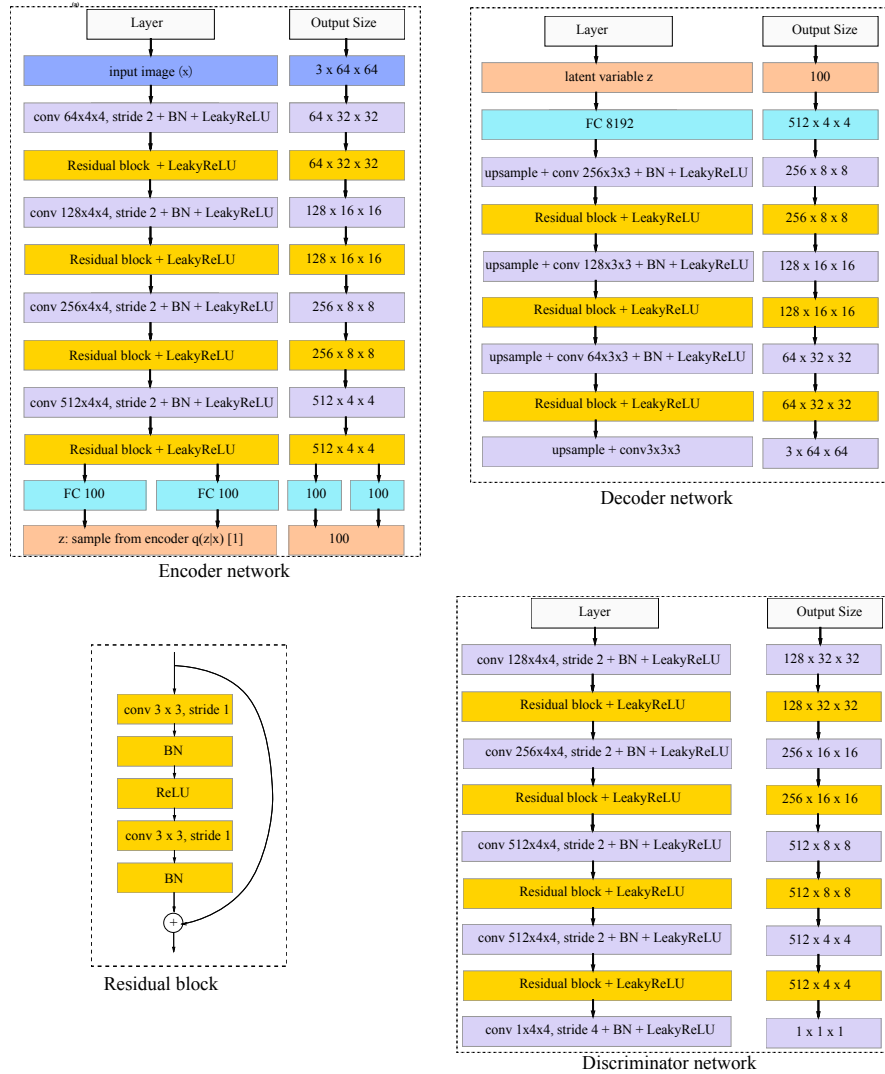 (a)
Layer Output Size
input image (x) 3 x 64 x 64
conv 64x4x4, stride 2 + BN + LeakyReLU 64 x 32 x 32
Residual block + LeakyReLU 64 x 32 x 32
conv 128x4x4, stride 2 + BN + LeakyReLU 128 x 16 x 16
Residual block + LeakyReLU 128 x 16 x 16
conv 256x4x4, stride 2 + BN + LeakyReLU 256 x 8 x 8
Residual block + LeakyReLU 256 x 8 x 8
conv 512x4x4, stride 2 + BN + LeakyReLU 512 x 4 x 4
Residual block + LeakyReLU 512 x 4 x 4
FC 100 FC 100 100 100
z: sample from encoder q(z|x) [1] 100
Encoder network
Layer Output Size
latent variable z 100
FC 8192 512 x 4 x 4
upsample + conv 256x3x3 + BN + LeakyReLU 256 x 8 x 8
Residual block + LeakyReLU 256 x 8 x 8
upsample + conv 128x3x3 + BN + LeakyReLU 128 x 16 x 16
Residual block + LeakyReLU 128 x 16 x 16
upsample + conv 64x3x3 + BN + LeakyReLU 64 x 32 x 32
Residual block + LeakyReLU 64 x 32 x 32
upsample + conv3x3x3 3 x 64 x 64
Decoder network
conv 3 x 3, stride 1
BN
ReLU
conv 3 x 3, stride 1
BN
+
Residual block
Layer Output Size
conv 128x4x4, stride 2 + BN + LeakyReLU 128 x 32 x 32
Residual block + LeakyReLU 128 x 32 x 32
conv 256x4x4, stride 2 + BN + LeakyReLU 256 x 16 x 16
Residual block + LeakyReLU 256 x 16 x 16
conv 512x4x4, stride 2 + BN + LeakyReLU 512 x 8 x 8
Residual block + LeakyReLU 512 x 8 x 8
conv 512x4x4, stride 2 + BN + LeakyReLU 512 x 4 x 4
Residual block + LeakyReLU 512 x 4 x 4
conv 1x4x4, stride 4 + BN + LeakyReLU 1 x 1 x 1
Discriminator network